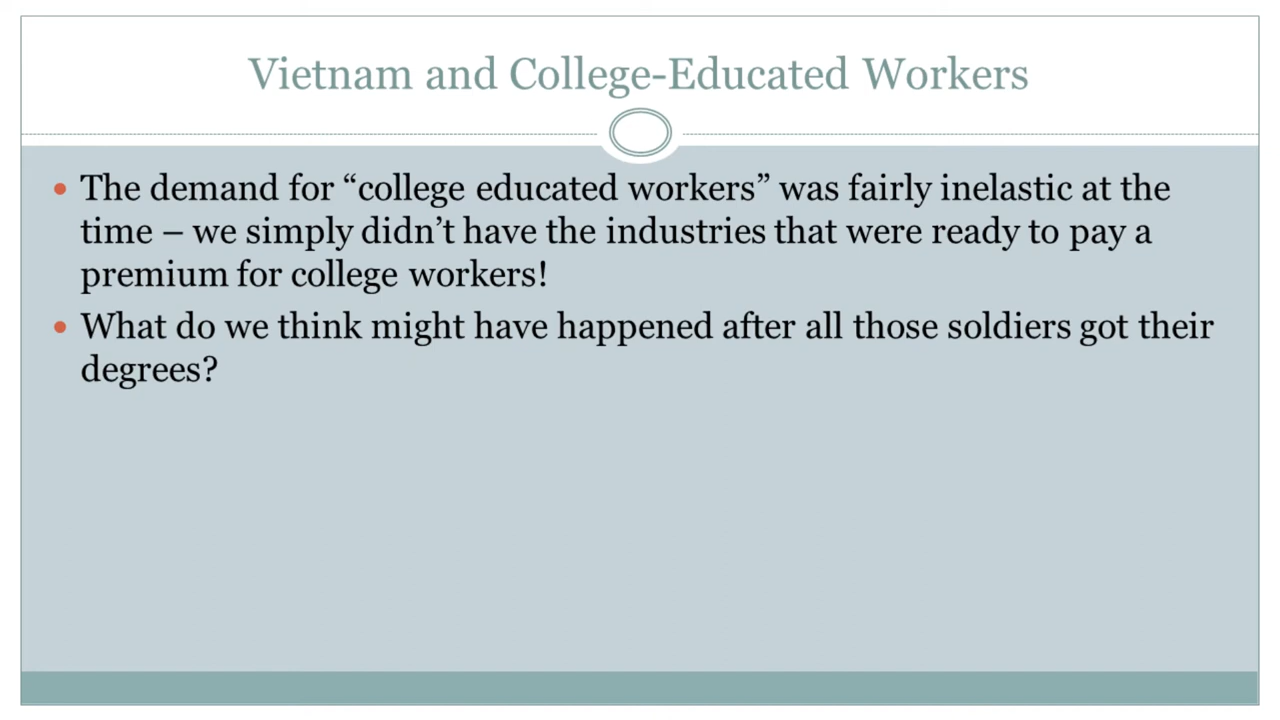 Vietnam and College-Educated Workers
• The demand for “college educated workers” was fairly inelastic at the
time – we simply didn’t have the industries that were ready to pay a
premium for college workers!
• What do we think might have happened after all those soldiers got their
degrees?